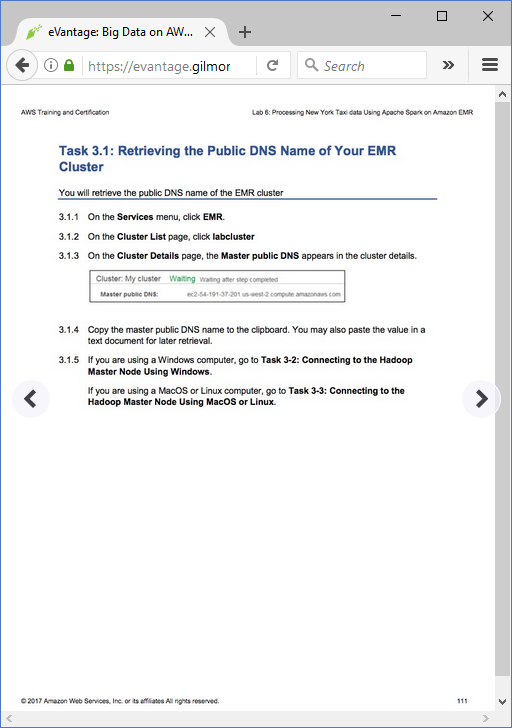 eVantage: Big Data on AW...
https://evantage.gilmor
Search
AWS Training and Certification
Lab 6: Processing New York Taxi data Using Apache Spark on Amazon EMR
Task 3.1: Retrieving the Public DNS Name of Your EMR
Cluster
You will retrieve the public DNS name of the EMR cluster
3.1.1 On the Services menu, click EMR.
3.1.2 On the Cluster List page, click labcluster
3.1.3 On the Cluster Details page, the Master public DNS appears in the cluster details.
Cluster: My cluster Waiting Waiting after step completed
Master public DNS: ec2-54-191-37-201.us-west-2.compute.amazonaws.com
3.1.4 Copy the master public DNS name to the clipboard. You may also paste the value in a
text document for later retrieval.
3.1.5 If you are using a Windows computer, go to Task 3-2: Connecting to the Hadoop
Master Node Using Windows.
If you are using a MacOS or Linux computer, go to Task 3-3: Connecting to the
Hadoop Master Node Using MacOS or Linux.
© 2017 Amazon Web Services, Inc. or its affiliates All rights reserved.
111